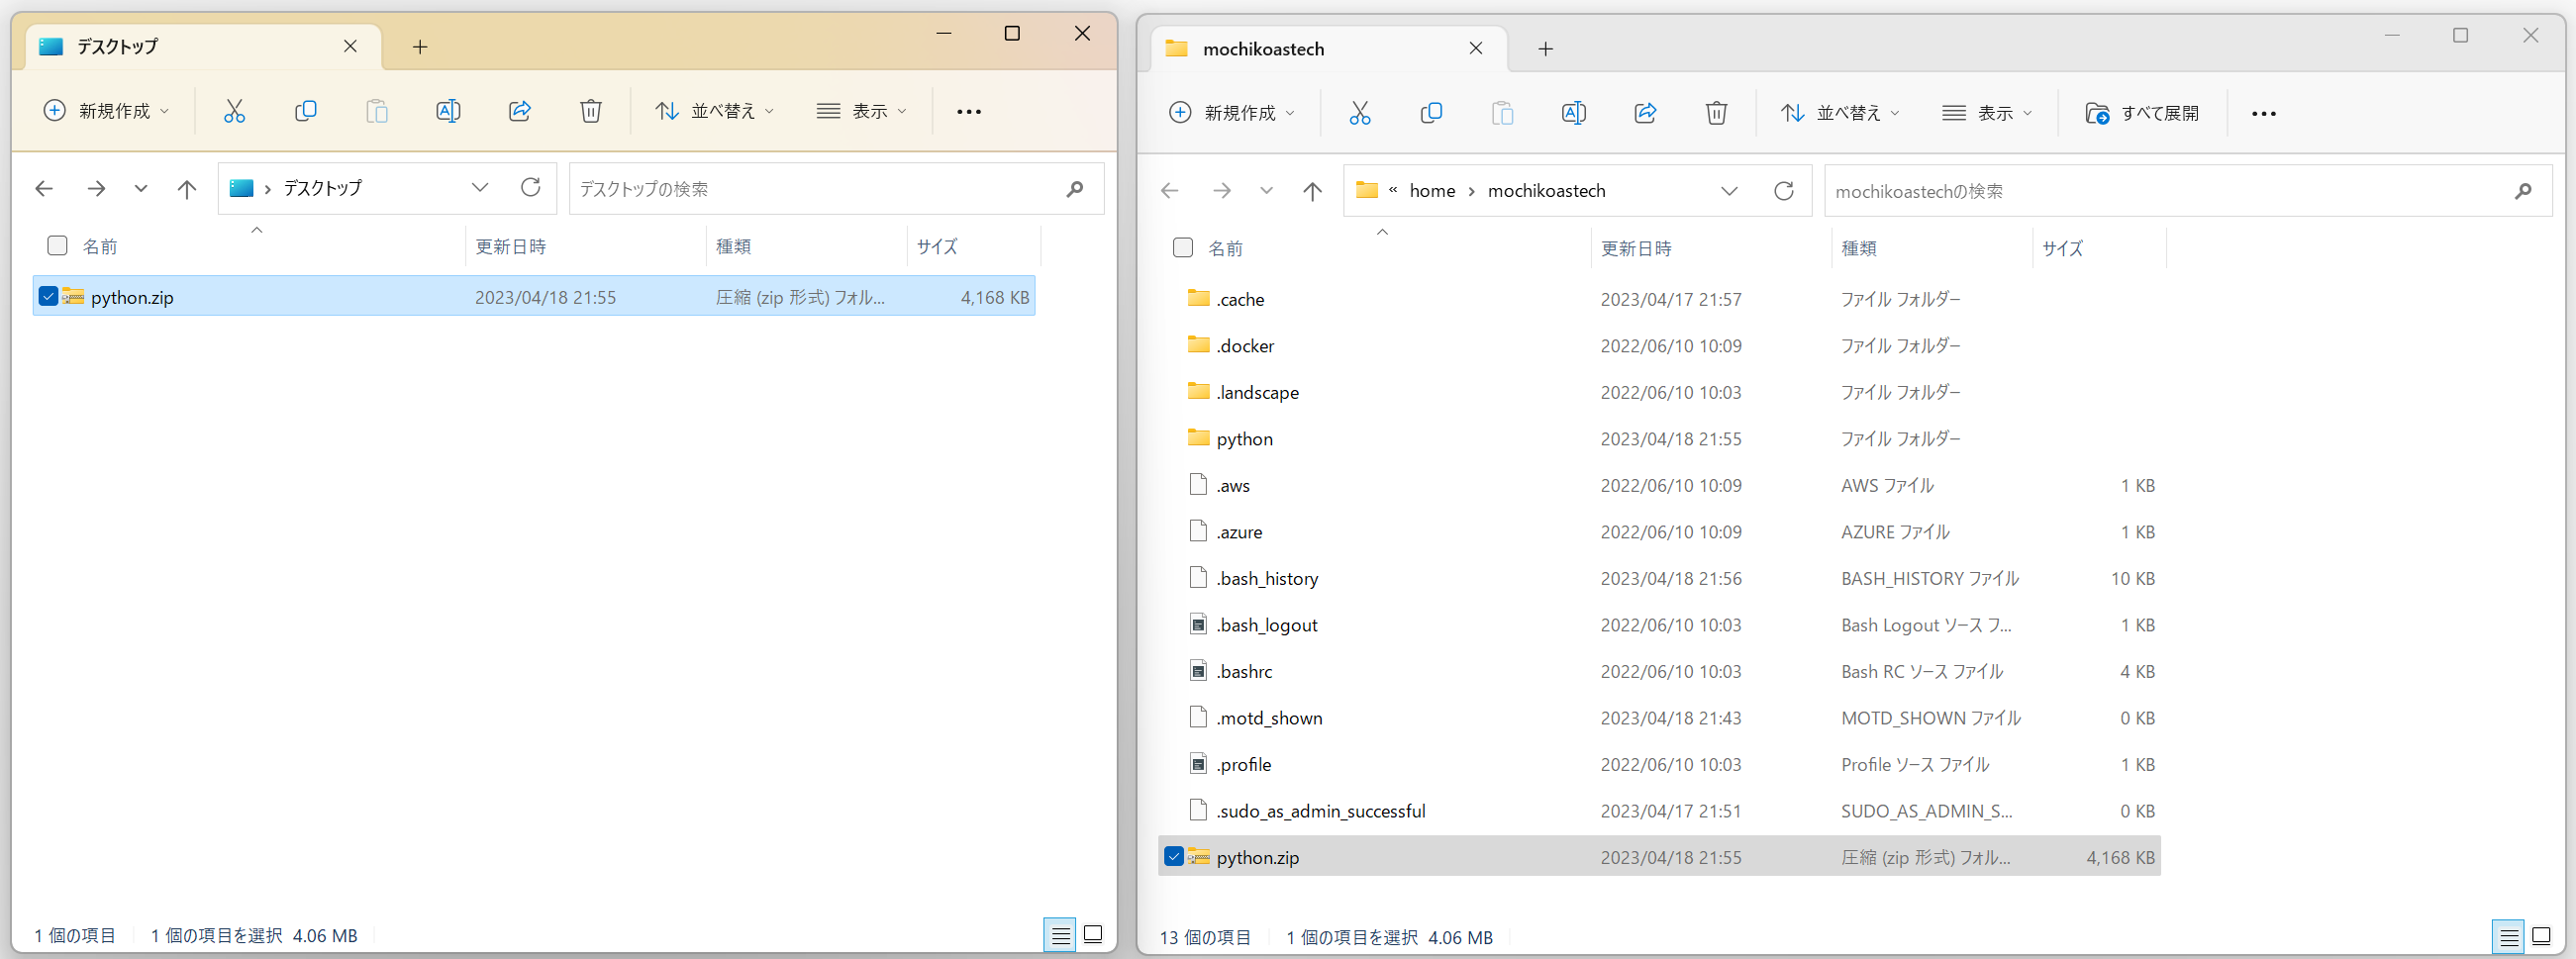 デスクトップ
新規作成
並べ替え
表示
デスクトップ
デスクトップの検索
名前 更新日時 種類 サイズ
python.zip 2023/04/18 21:55 圧縮 (zip 形式) フォル... 4,168 KB
1 個の項目 1 個の項目を選択 4.06 MB
mochikoastech
新規作成
並べ替え
表示
すべて展開
« home › mochikoastech
mochikoastechの検索
名前 更新日時 種類 サイズ
.cache 2023/04/17 21:57 ファイル フォルダー
.docker 2022/06/10 10:09 ファイル フォルダー
.landscape 2022/06/10 10:03 ファイル フォルダー
python 2023/04/18 21:55 ファイル フォルダー
.aws 2022/06/10 10:09 AWS ファイル 1 KB
.azure 2022/06/10 10:09 AZURE ファイル 1 KB
.bash_history 2023/04/18 21:56 BASH_HISTORY ファイル 10 KB
.bash_logout 2022/06/10 10:03 Bash Logout ソース フ... 1 KB
.bashrc 2022/06/10 10:03 Bash RC ソース ファイル 4 KB
.motd_shown 2023/04/18 21:43 MOTD_SHOWN ファイル 0 KB
.profile 2022/06/10 10:03 Profile ソース ファイル 1 KB
.sudo_as_admin_successful 2023/04/17 21:51 SUDO_AS_ADMIN_S... 0 KB
python.zip 2023/04/18 21:55 圧縮 (zip 形式) フォル... 4,168 KB
13 個の項目 1 個の項目を選択 4.06 MB